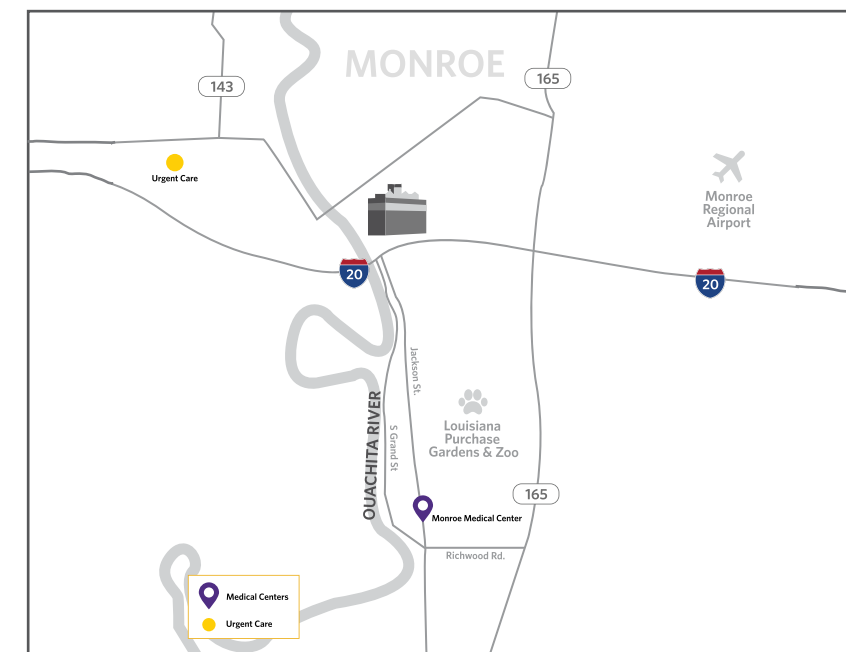 MONROE
165
143
Urgent Care
Monroe
Regional
Airport
20
20
Jackson St.
OUACHITA RIVER
S Grand St
Louisiana
Purchase
Gardens & Zoo
165
Monroe Medical Center
Richwood Rd.
Medical Centers
Urgent Care